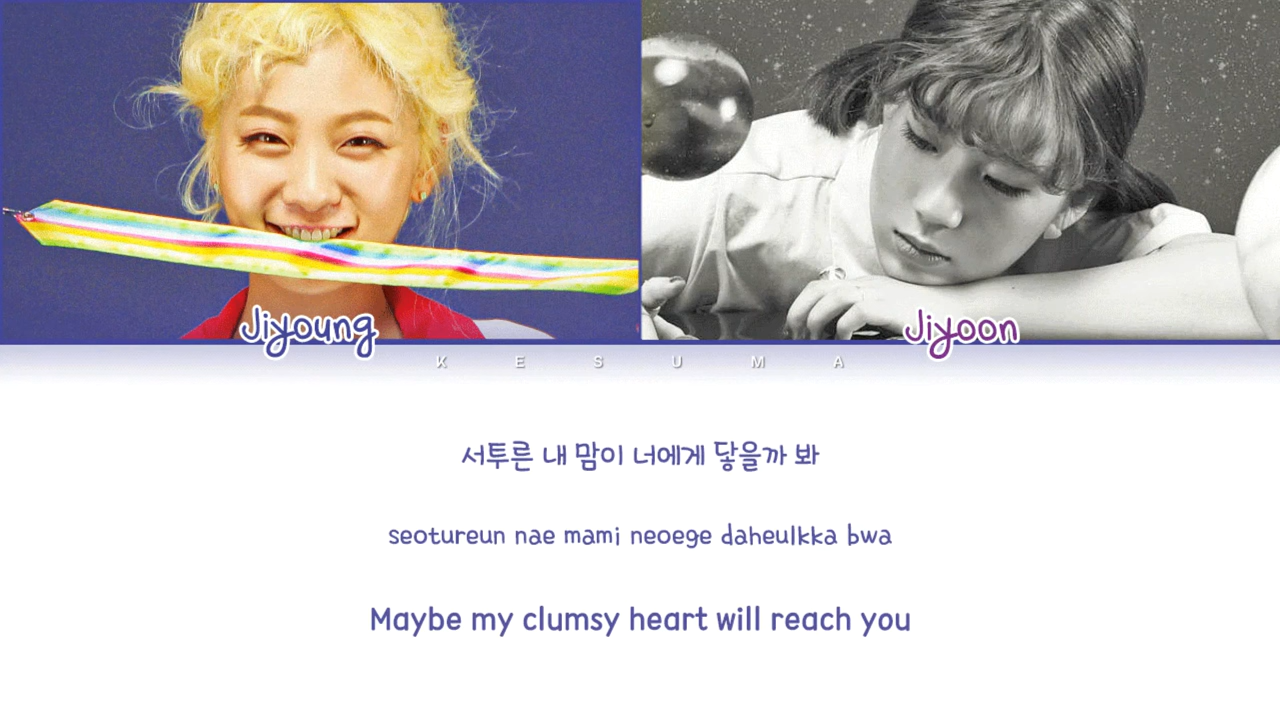 Jiyoung
Jiyoon
K E S U M A
서투른 내 맘이 너에게 닿을까 봐
seotureun nae mami neoege daheulkka bwa
Maybe my clumsy heart will reach you